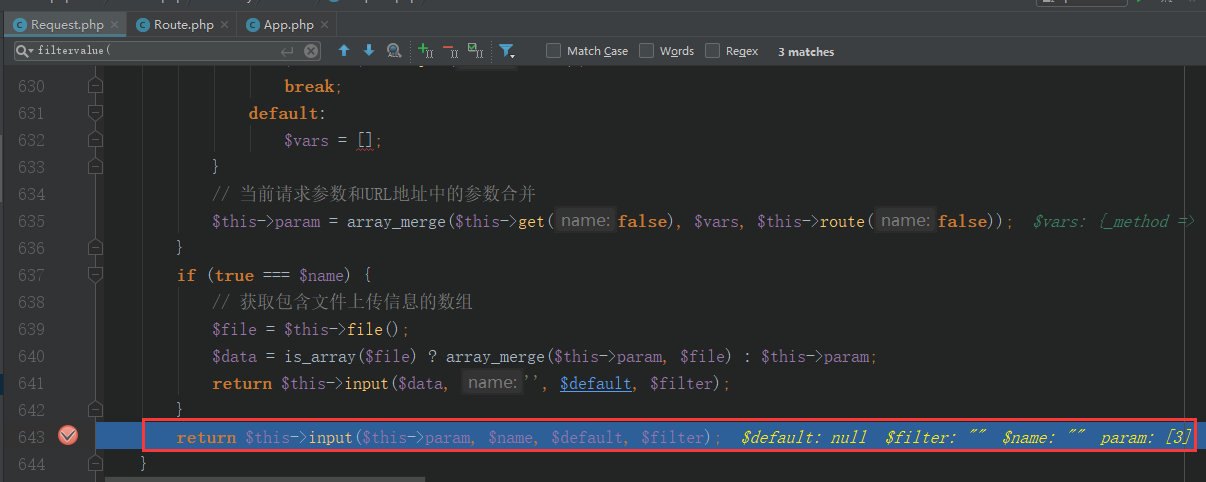 Request.php × Route.php × App.php ×
filtervalue( Match Case Words Regex 3 matches
630 break;
631 default:
632 $vars = [];
633 }
634 // 当前请求参数和URL地址中的参数合并
635 $this->param = array_merge($this->get( name: false), $vars, $this->route( name: false)); $vars: {_method =>
636 }
637 if (true === $name) {
638 // 获取包含文件上传信息的数组
639 $file = $this->file();
640 $data = is_array($file) ? array_merge($this->param, $file) : $this->param;
641 return $this->input($data, name: '', $default, $filter);
642 }
643 return $this->input($this->param, $name, $default, $filter); $default: null $filter: "" $name: "" param: [3]
644 }